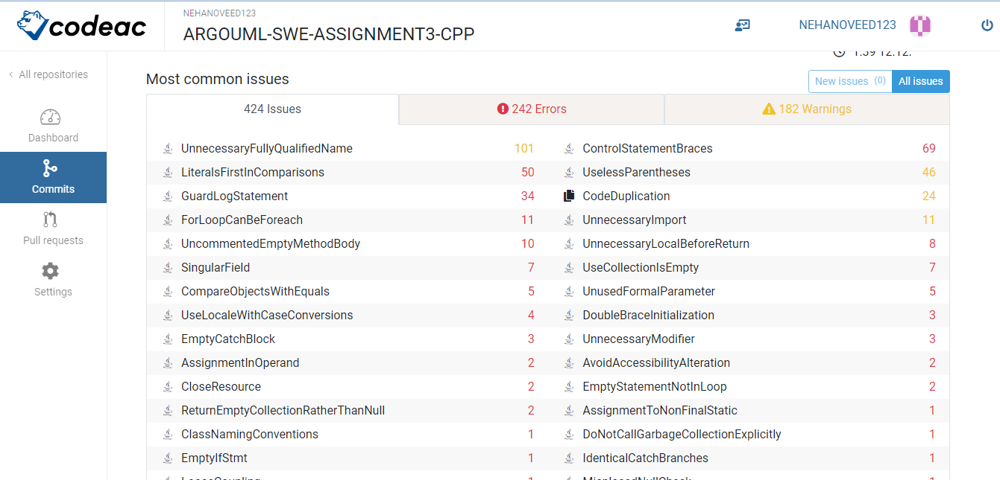 codeac
NEHANOVEED123
ARGOUML-SWE-ASSIGNMENT3-CPP
NEHANOVEED123
1:39 12.12.
All repositories
Dashboard
Commits
Pull requests
Settings
Most common issues
New issues (0) All issues
424 Issues 242 Errors 182 Warnings
UnnecessaryFullyQualifiedName 101 ControlStatementBraces 69
LiteralsFirstInComparisons 50 UselessParentheses 46
GuardLogStatement 34 CodeDuplication 24
ForLoopCanBeForeach 11 UnnecessaryImport 11
UncommentedEmptyMethodBody 10 UnnecessaryLocalBeforeReturn 8
SingularField 7 UseCollectionIsEmpty 7
CompareObjectsWithEquals 5 UnusedFormalParameter 5
UseLocaleWithCaseConversions 4 DoubleBraceInitialization 3
EmptyCatchBlock 3 UnnecessaryModifier 3
AssignmentInOperand 2 AvoidAccessibilityAlteration 2
CloseResource 2 EmptyStatementNotInLoop 2
ReturnEmptyCollectionRatherThanNull 2 AssignmentToNonFinalStatic 1
ClassNamingConventions 1 DoNotCallGarbageCollectionExplicitly 1
EmptyIfStmt 1 IdenticalCatchBranches 1
LooseCoupling 1 MisplacedNullCheck 1